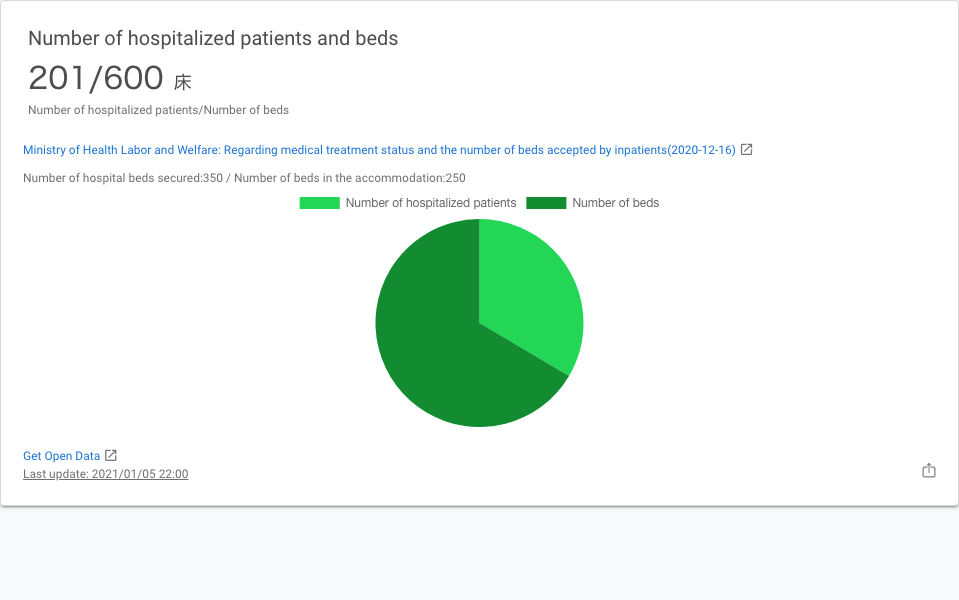 Number of hospitalized patients and beds
201/600 床
Number of hospitalized patients/Number of beds
Ministry of Health Labor and Welfare: Regarding medical treatment status and the number of beds accepted by inpatients(2020-12-16)
Number of hospital beds secured:350 / Number of beds in the accommodation:250
Number of hospitalized patients Number of beds
Get Open Data
Last update: 2021/01/05 22:00